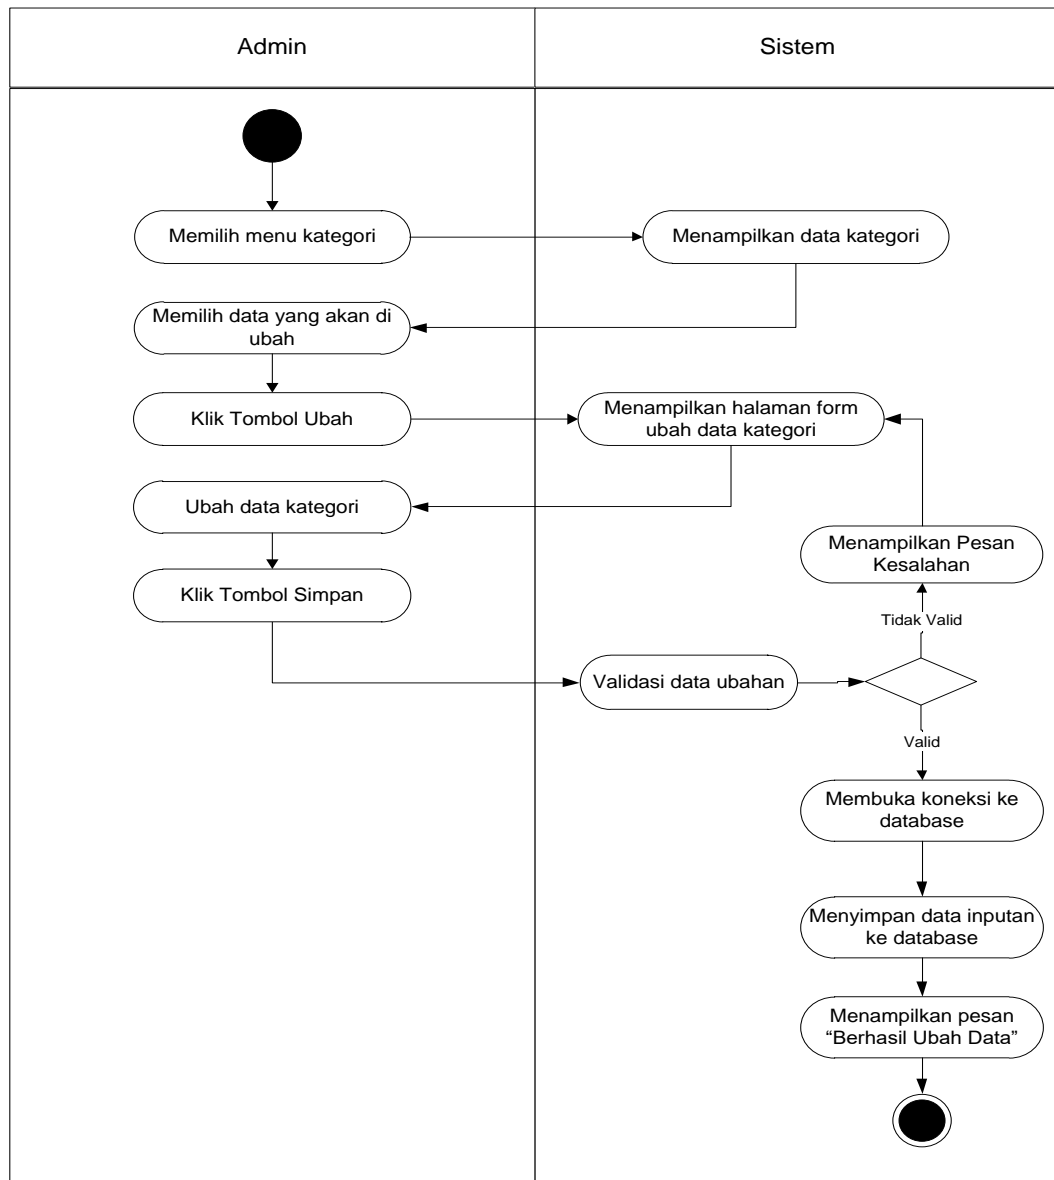 Admin
Sistem
Memilih menu kategori
Menampilkan data kategori
Memilih data yang akan di
ubah
Klik Tombol Ubah
Menampilkan halaman form
ubah data kategori
Ubah data kategori
Menampilkan Pesan
Kesalahan
Klik Tombol Simpan
Tidak Valid
Validasi data ubahan
Valid
Membuka koneksi ke
database
Menyimpan data inputan
ke database
Menampilkan pesan
“Berhasil Ubah Data”